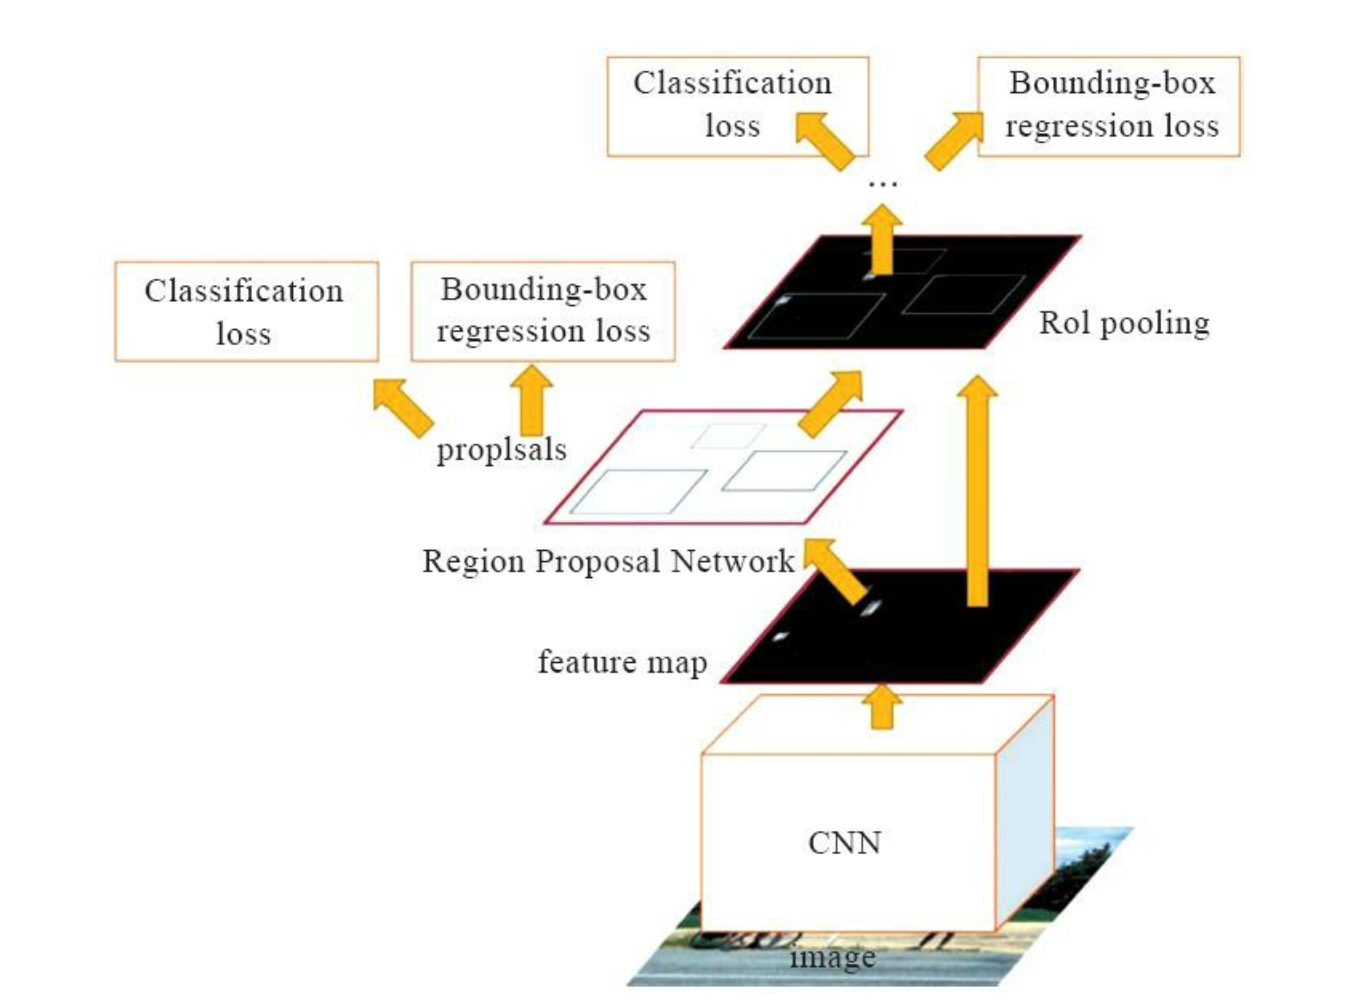 Classification
loss
Bounding-box
regression loss
...
Classification
loss
Bounding-box
regression loss
Rol pooling
proplsals
Region Proposal Network
feature map
CNN
image